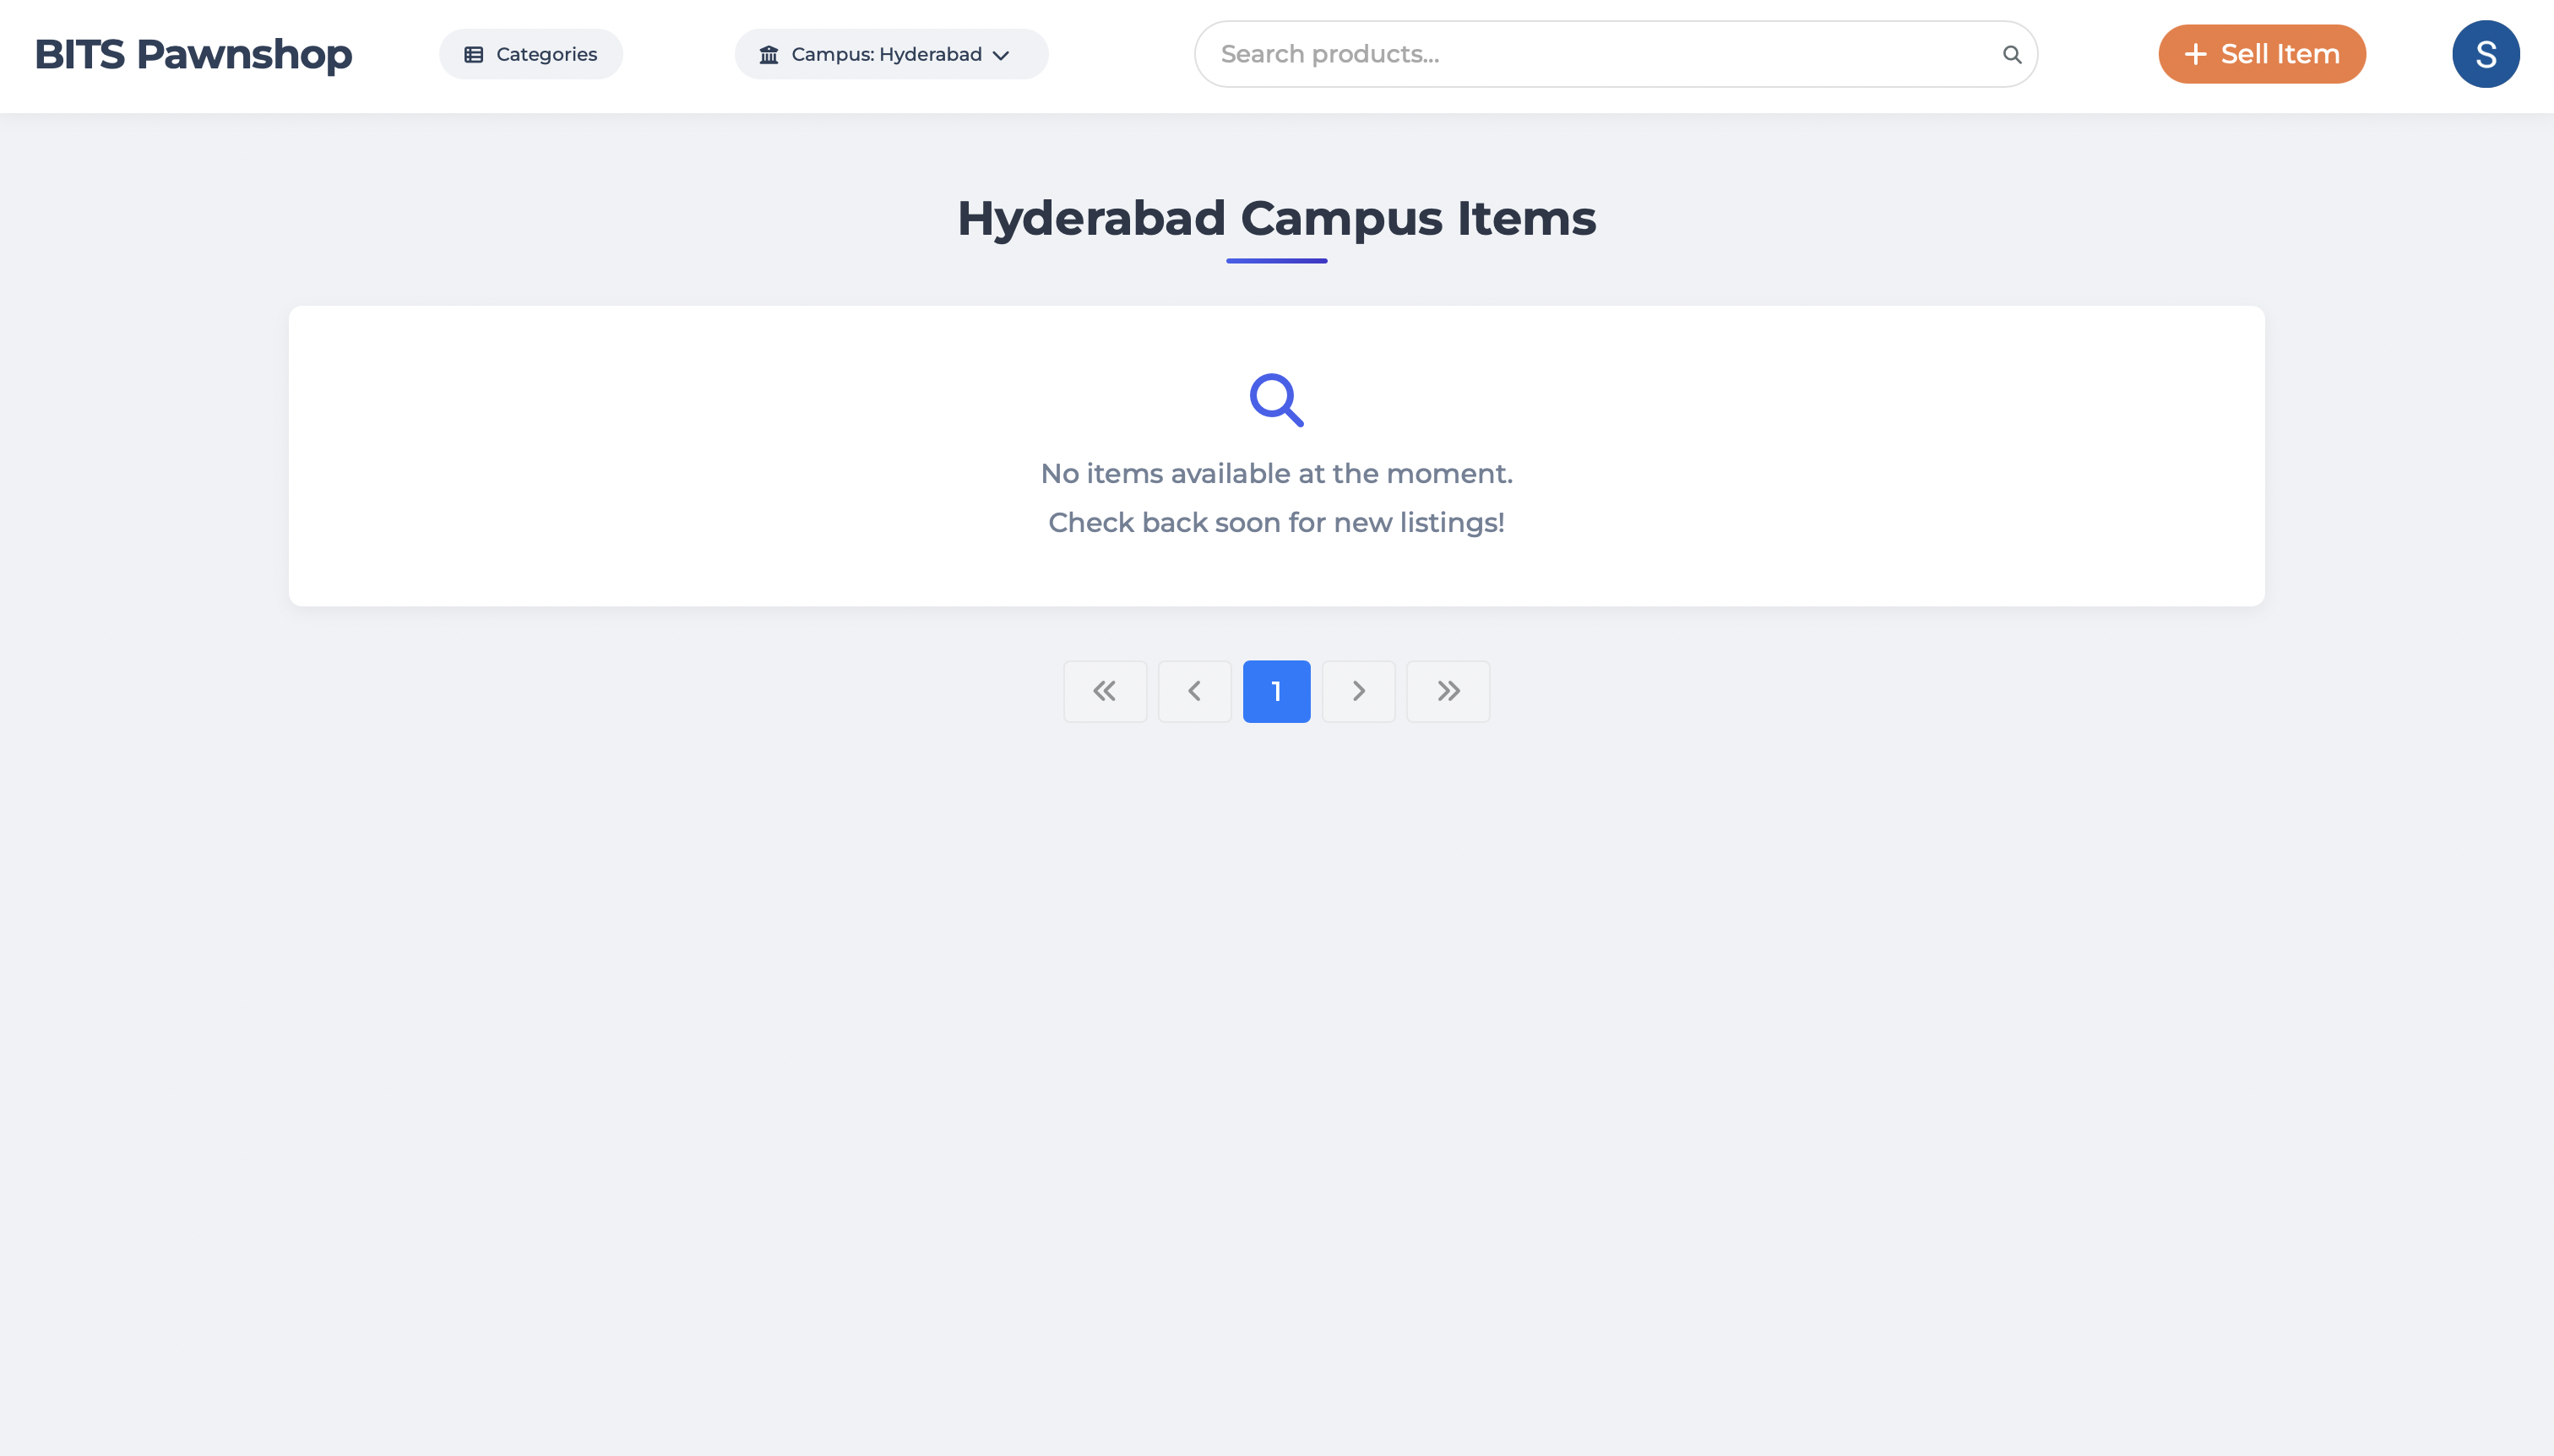 BITS Pawnshop
Categories
Campus: Hyderabad
Search products...
Sell Item
S
Hyderabad Campus Items
No items available at the moment.
Check back soon for new listings!
1